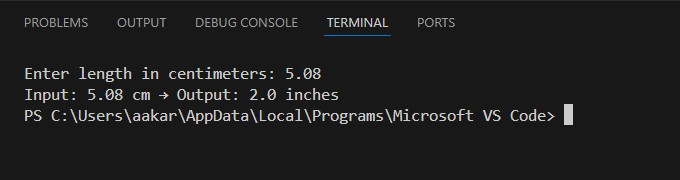 PROBLEMS OUTPUT DEBUG CONSOLE TERMINAL PORTS
Enter length in centimeters: 5.08
Input: 5.08 cm → Output: 2.0 inches
PS C:\Users\aakar\AppData\Local\Programs\Microsoft VS Code>